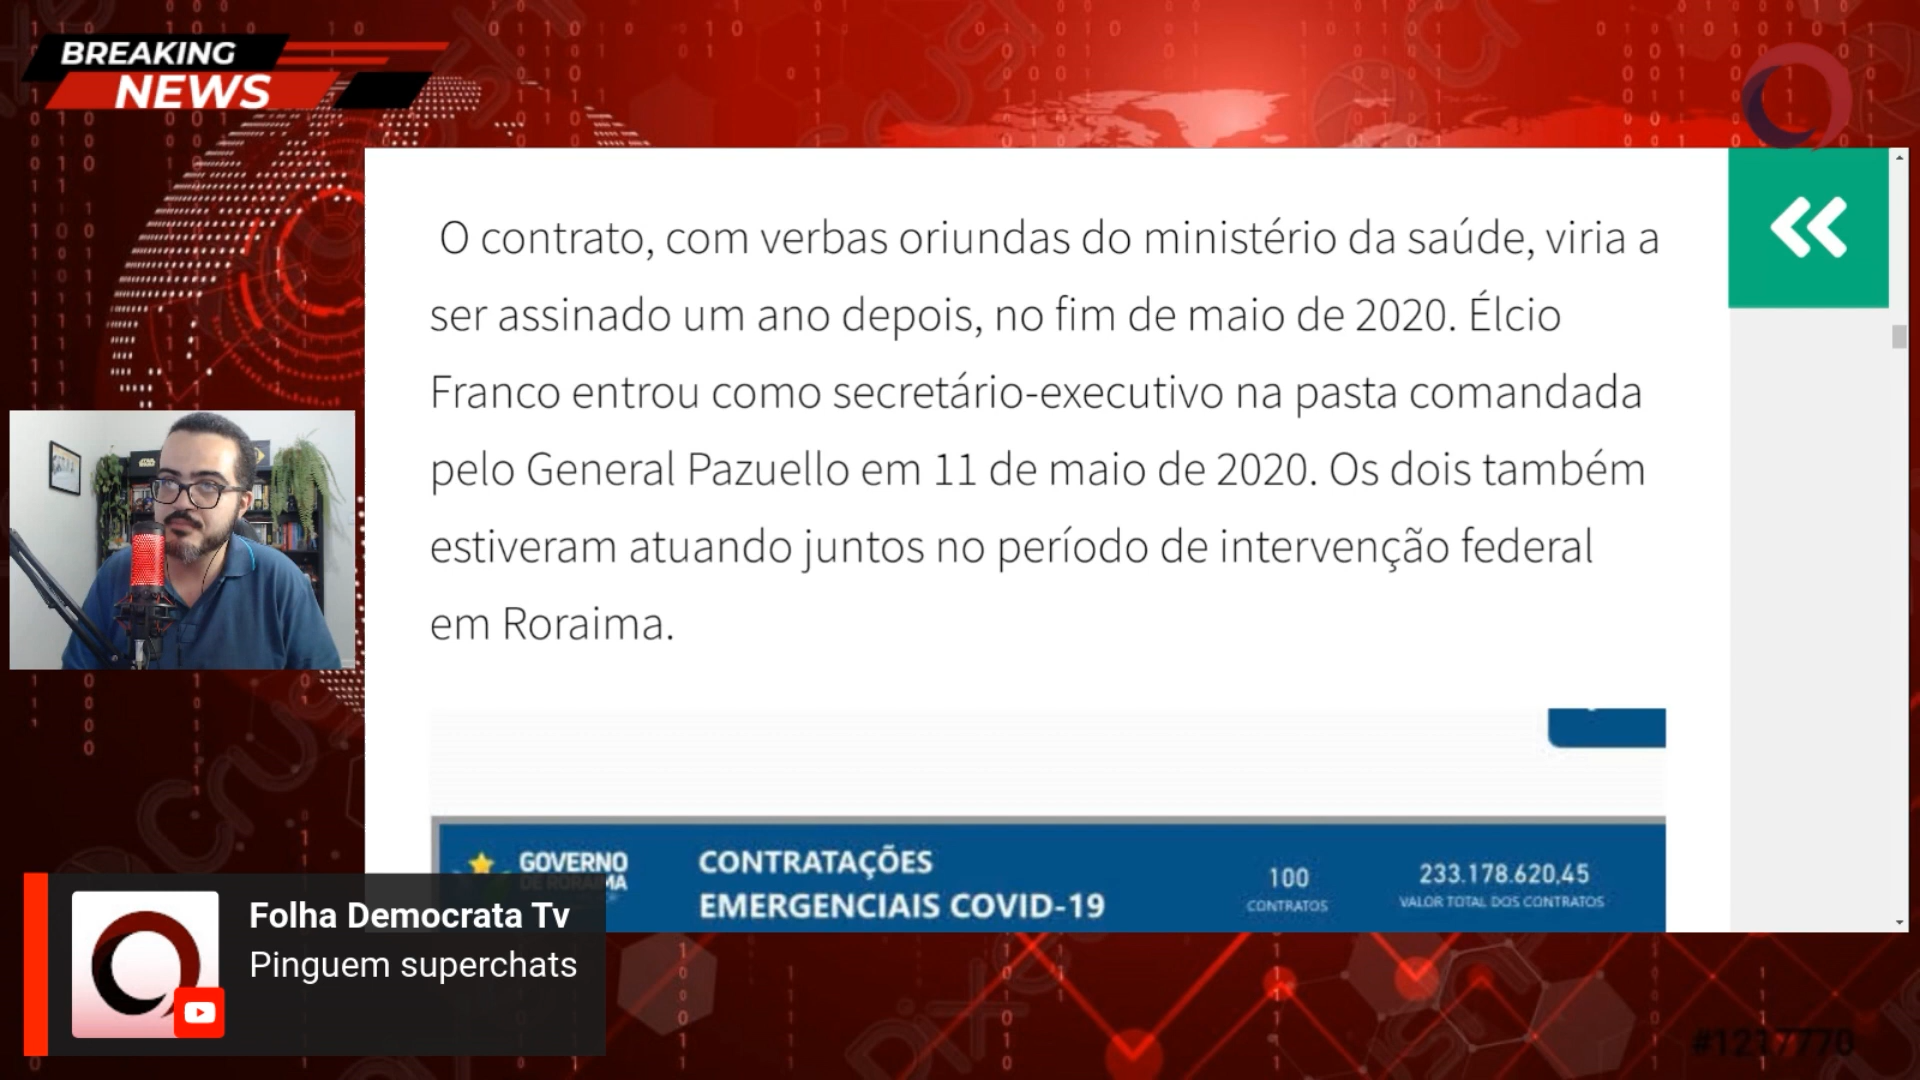 BREAKING
NEWS
O contrato, com verbas oriundas do ministério da saúde, viria a
ser assinado um ano depois, no fim de maio de 2020. Élcio
Franco entrou como secretário-executivo na pasta comandada
pelo General Pazuello em 11 de maio de 2020. Os dois também
estiveram atuando juntos no período de intervenção federal
em Roraima.
GOVERNO
DE RORAIMA
CONTRATAÇÕES
EMERGENCIAIS COVID-19
100
CONTRATOS
233.178.620,45
VALOR TOTAL DOS CONTRATOS
Folha Democrata Tv
Pinguem superchats
#1217770